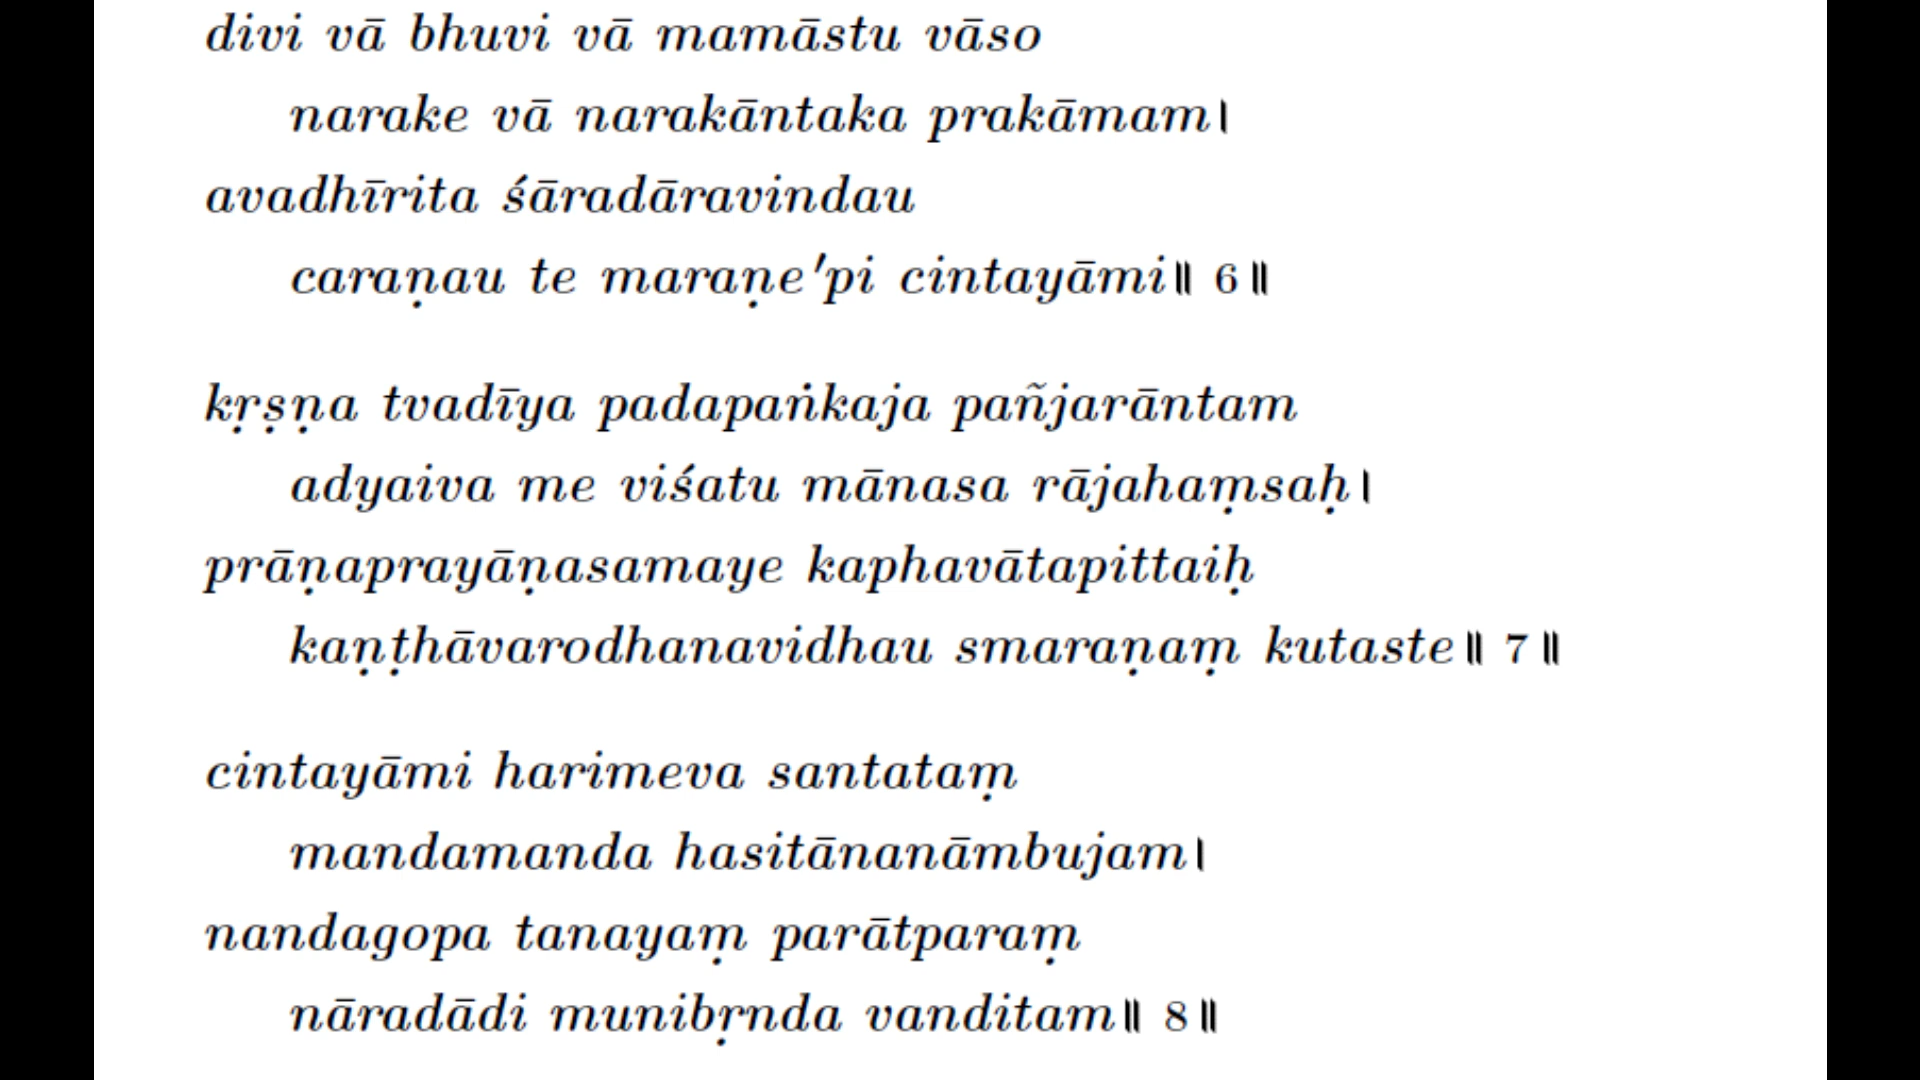 divi vā bhuvi vā mamāstu vāso
narake vā narakāntaka prakāmam।
avadhīrita śāradāravindau
caraṇau te maraṇe'pi cintayāmi॥ 6॥
kṛṣṇa tvadīya padapaṅkaja pañjarāntam
adyaiva me viśatu mānasa rājahaṃsaḥ।
prāṇaprayāṇasamaye kaphavātapittaiḥ
kaṇṭhāvarodhanavidhau smaraṇaṃ kutaste॥ 7॥
cintayāmi harimeva santataṃ
mandamanda hasitānanāmbujam।
nandagopa tanayaṃ parātparaṃ
nāradādi munibṛnda vanditam॥ 8॥